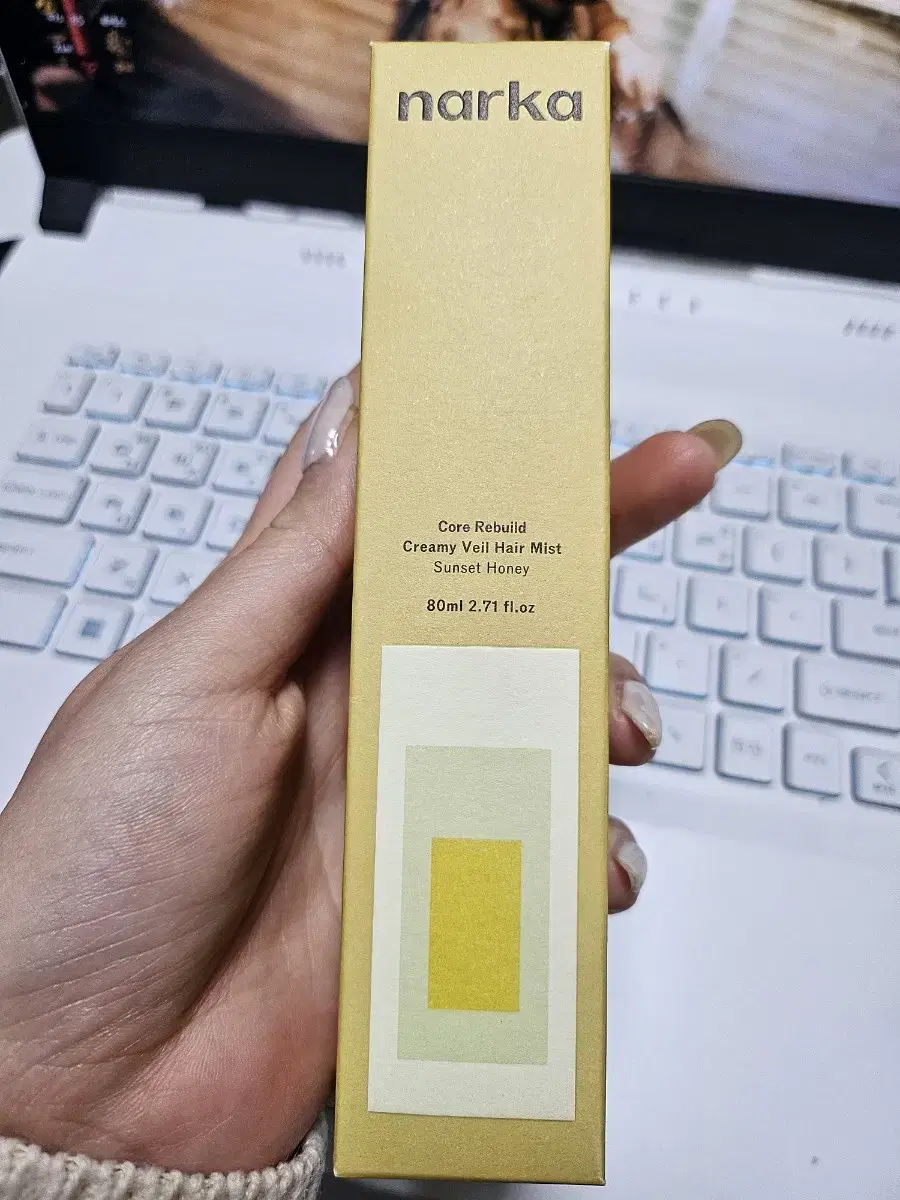 narka
Core Rebuild
Creamy Veil Hair Mist
Sunset Honey
80ml 2.71 fl.oz